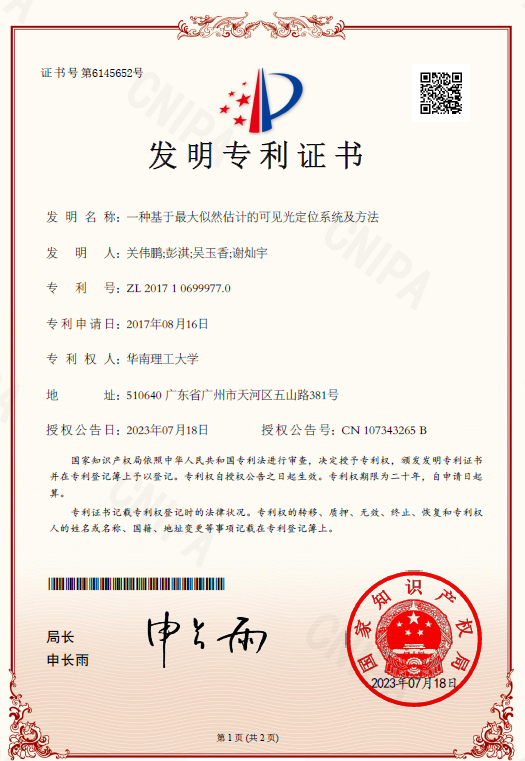 证书号第6145652号
发明专利证书
发明名称：一种基于最大似然估计的可见光定位系统及方法
发明人：关伟鹏;彭淇;吴玉香;谢灿宇
专利号：ZL 2017 1 0699977.0
专利申请日：2017年08月16日
专利权人：华南理工大学
地址：510640 广东省广州市天河区五山路381号
授权公告日：2023年07月18日 授权公告号：CN 107343265 B
国家知识产权局依照中华人民共和国专利法进行审查，决定授予专利权，颁发发明专利证书
并在专利登记簿上予以登记。专利权自授权公告之日起生效。专利权期限为二十年，自申请日起
算。
专利证书记载专利权登记时的法律状况。专利权的转移、质押、无效、终止、恢复和专利权
人的姓名或名称、国籍、地址变更等事项记载在专利登记簿上。
局长
申长雨
申长雨
国家知识产权局
2023年07月18日
第1页(共2页)
CNIPA
CNIPA
CNIPA